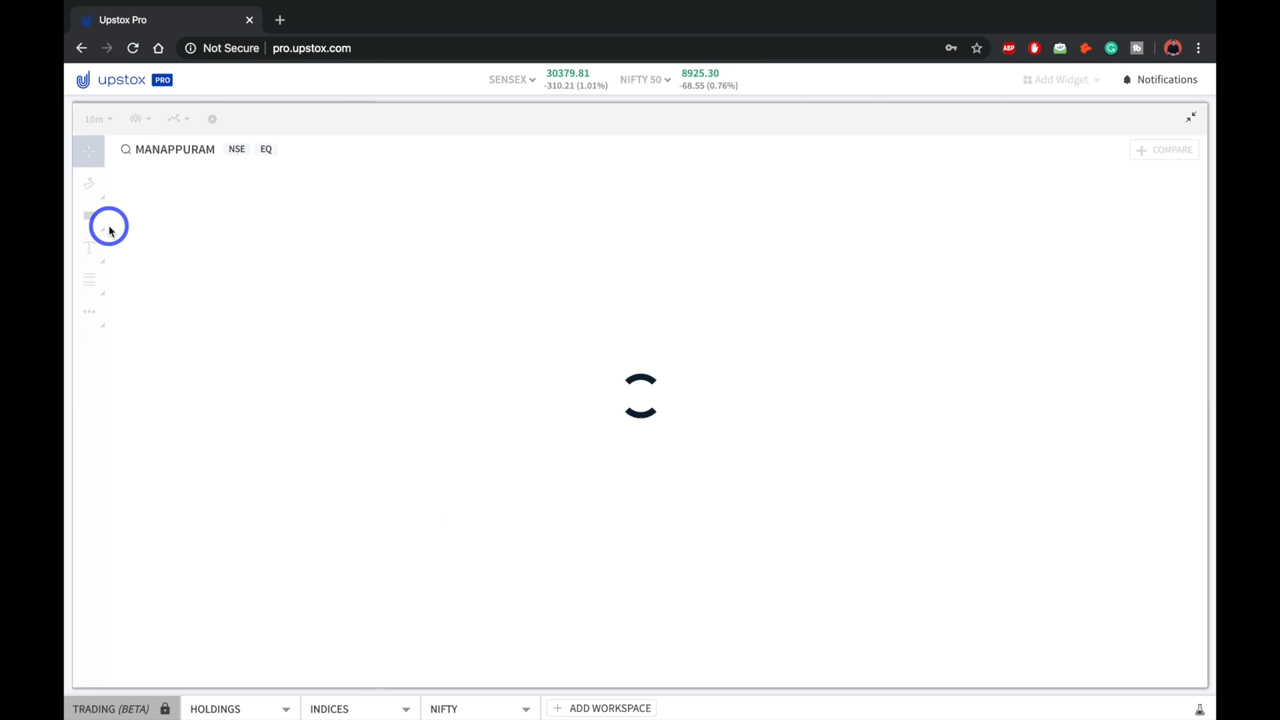 Upstox Pro
Not Secure pro.upstox.com
ABP
upstox PRO
SENSEX 30379.81 -310.21 (1.01%)
NIFTY 50 8925.30 -68.55 (0.76%)
Add Widget
Notifications
10m
MANAPPURAM NSE EQ
COMPARE
T
TRADING (BETA)
HOLDINGS
INDICES
NIFTY
ADD WORKSPACE